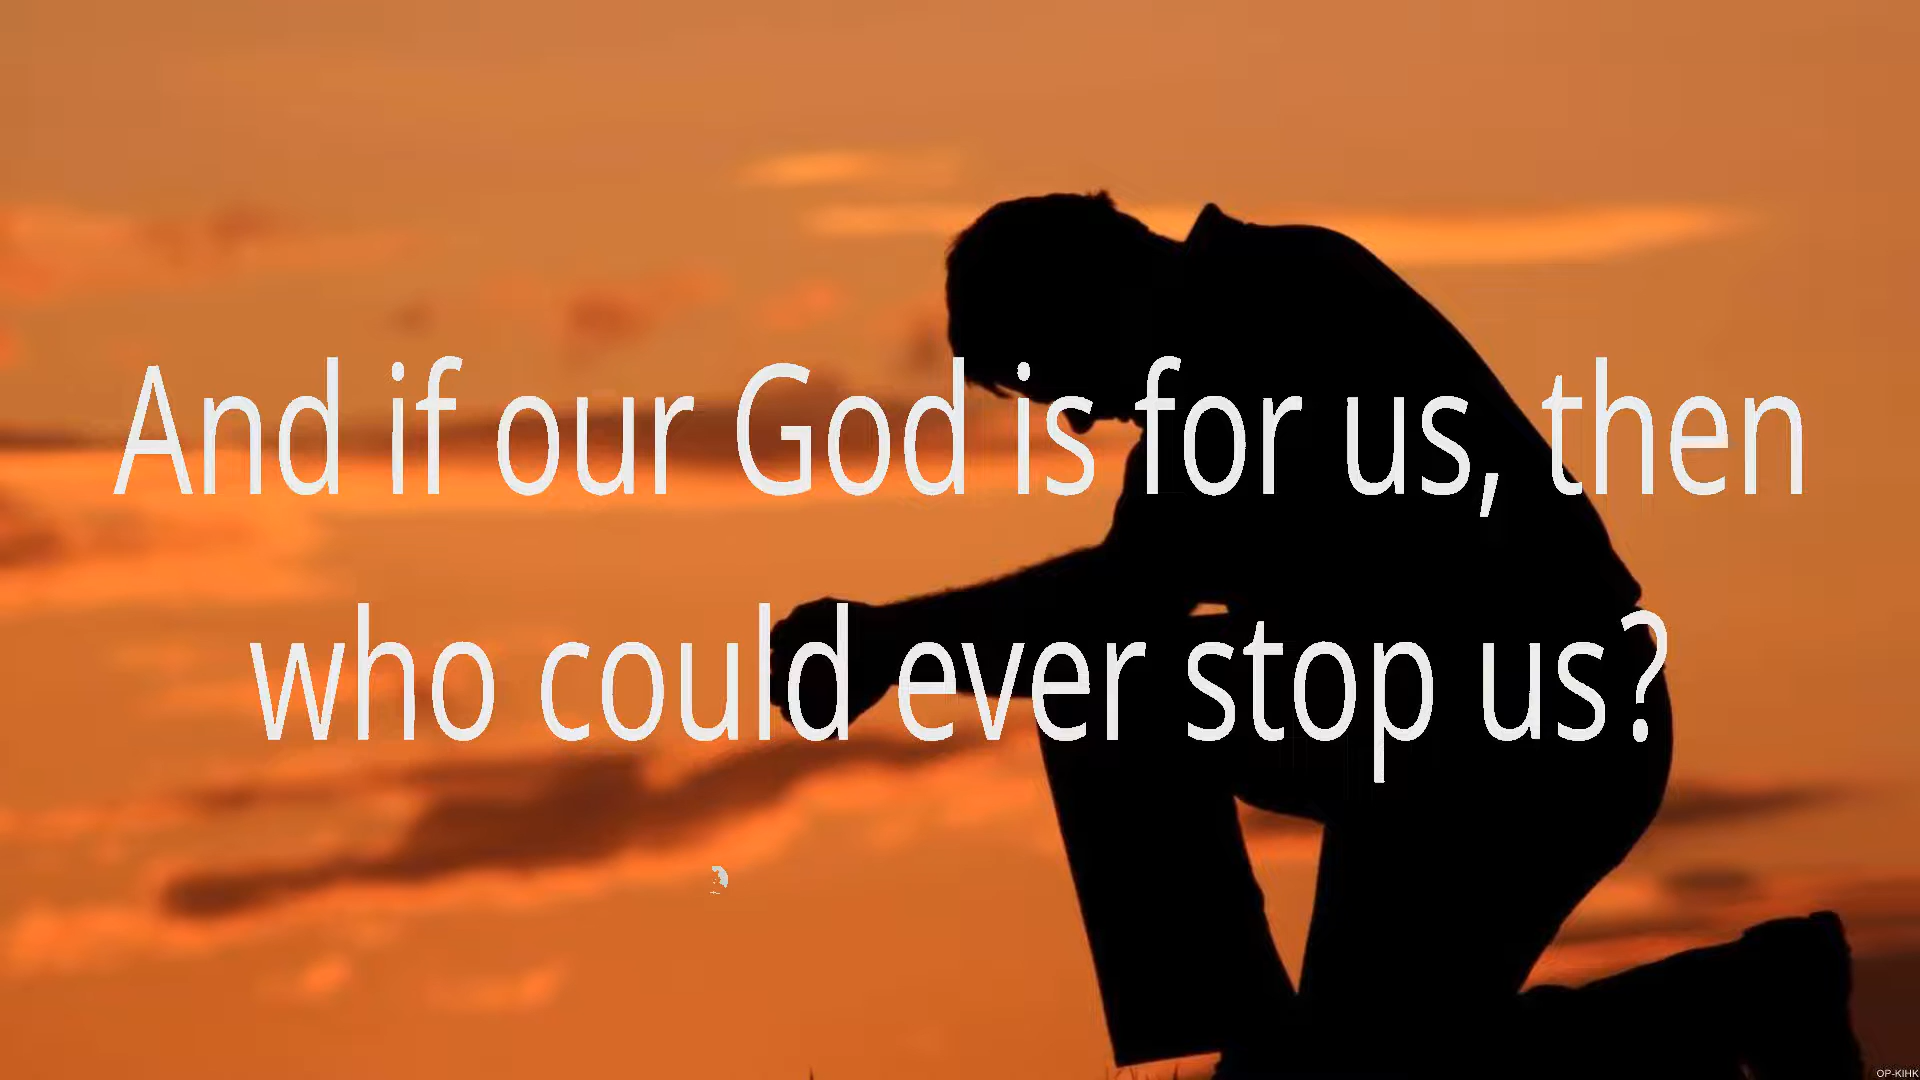 And if our God is for us, then
who could ever stop us?
OP-KIHK